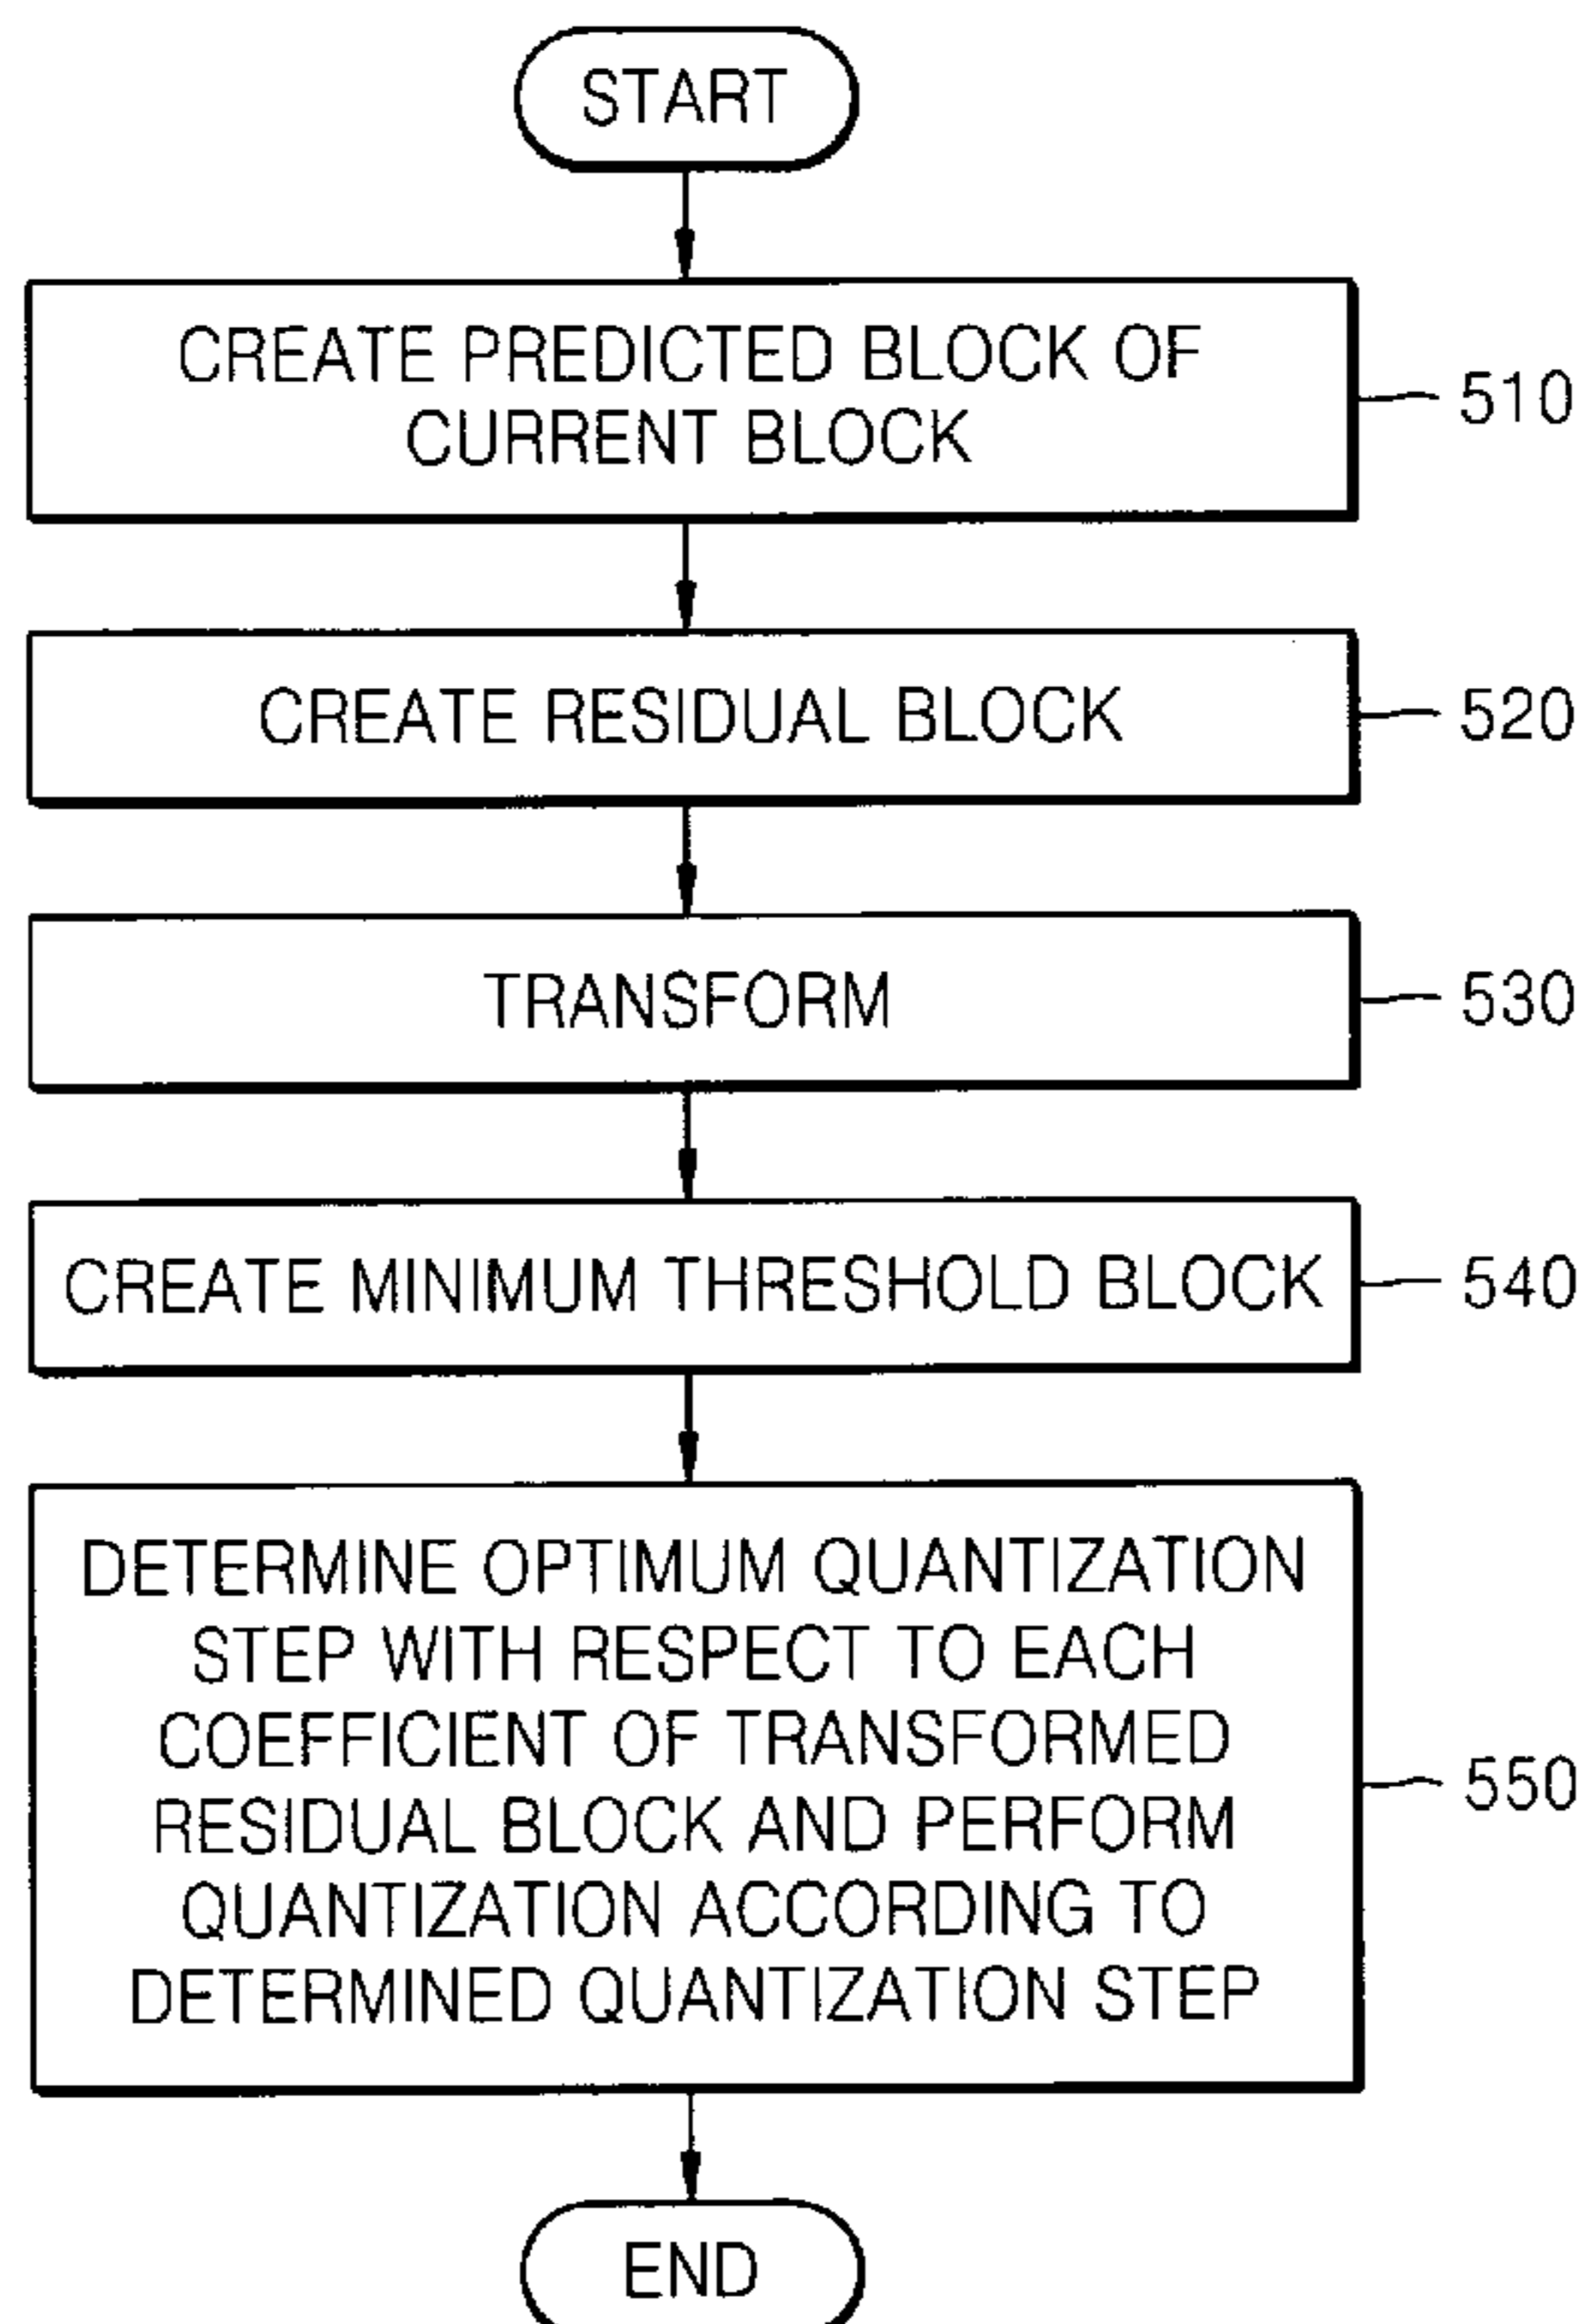 START
CREATE PREDICTED BLOCK OF
CURRENT BLOCK
510
CREATE RESIDUAL BLOCK
520
TRANSFORM
530
CREATE MINIMUM THRESHOLD BLOCK
540
DETERMINE OPTIMUM QUANTIZATION
STEP WITH RESPECT TO EACH
COEFFICIENT OF TRANSFORMED
RESIDUAL BLOCK AND PERFORM
QUANTIZATION ACCORDING TO
DETERMINED QUANTIZATION STEP
550
END